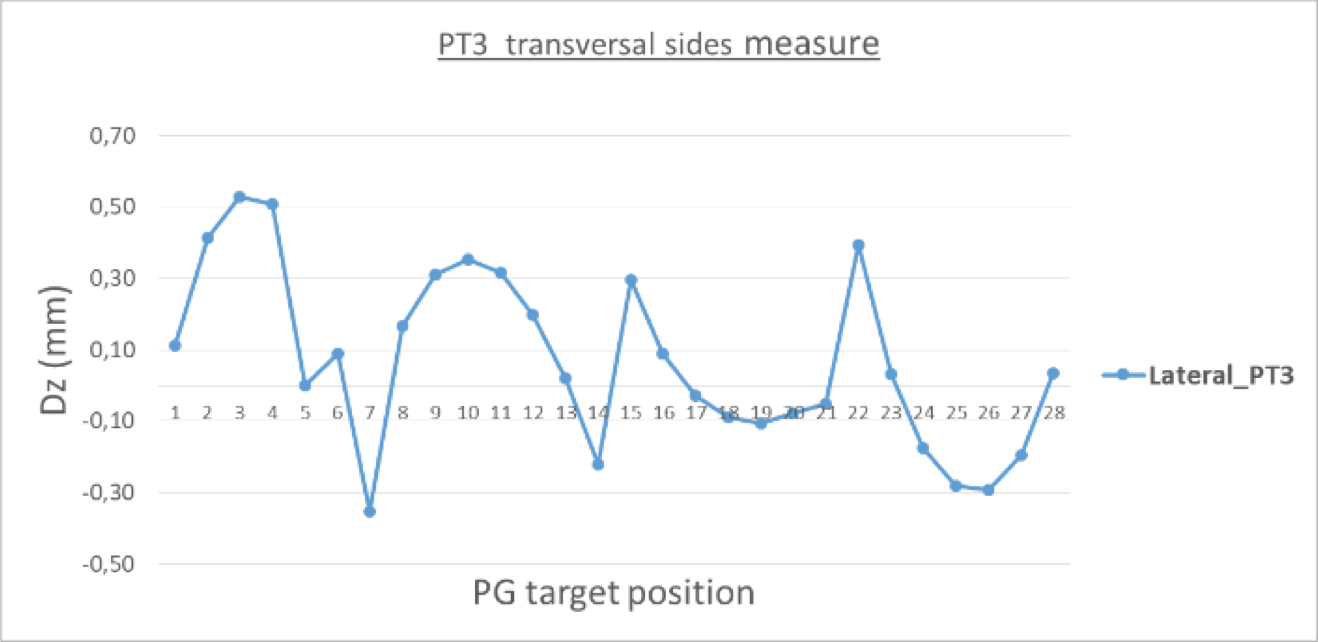 PT3 transversal sides measure
0,70
0,50
0,30
0,10
-0,10
-0,30
-0,50
Dz (mm)
1 2 3 4 5 6 7 8 9 10 11 12 13 14 15 16 17 18 19 20 21 22 23 24 25 26 27 28
PG target position
Lateral_PT3